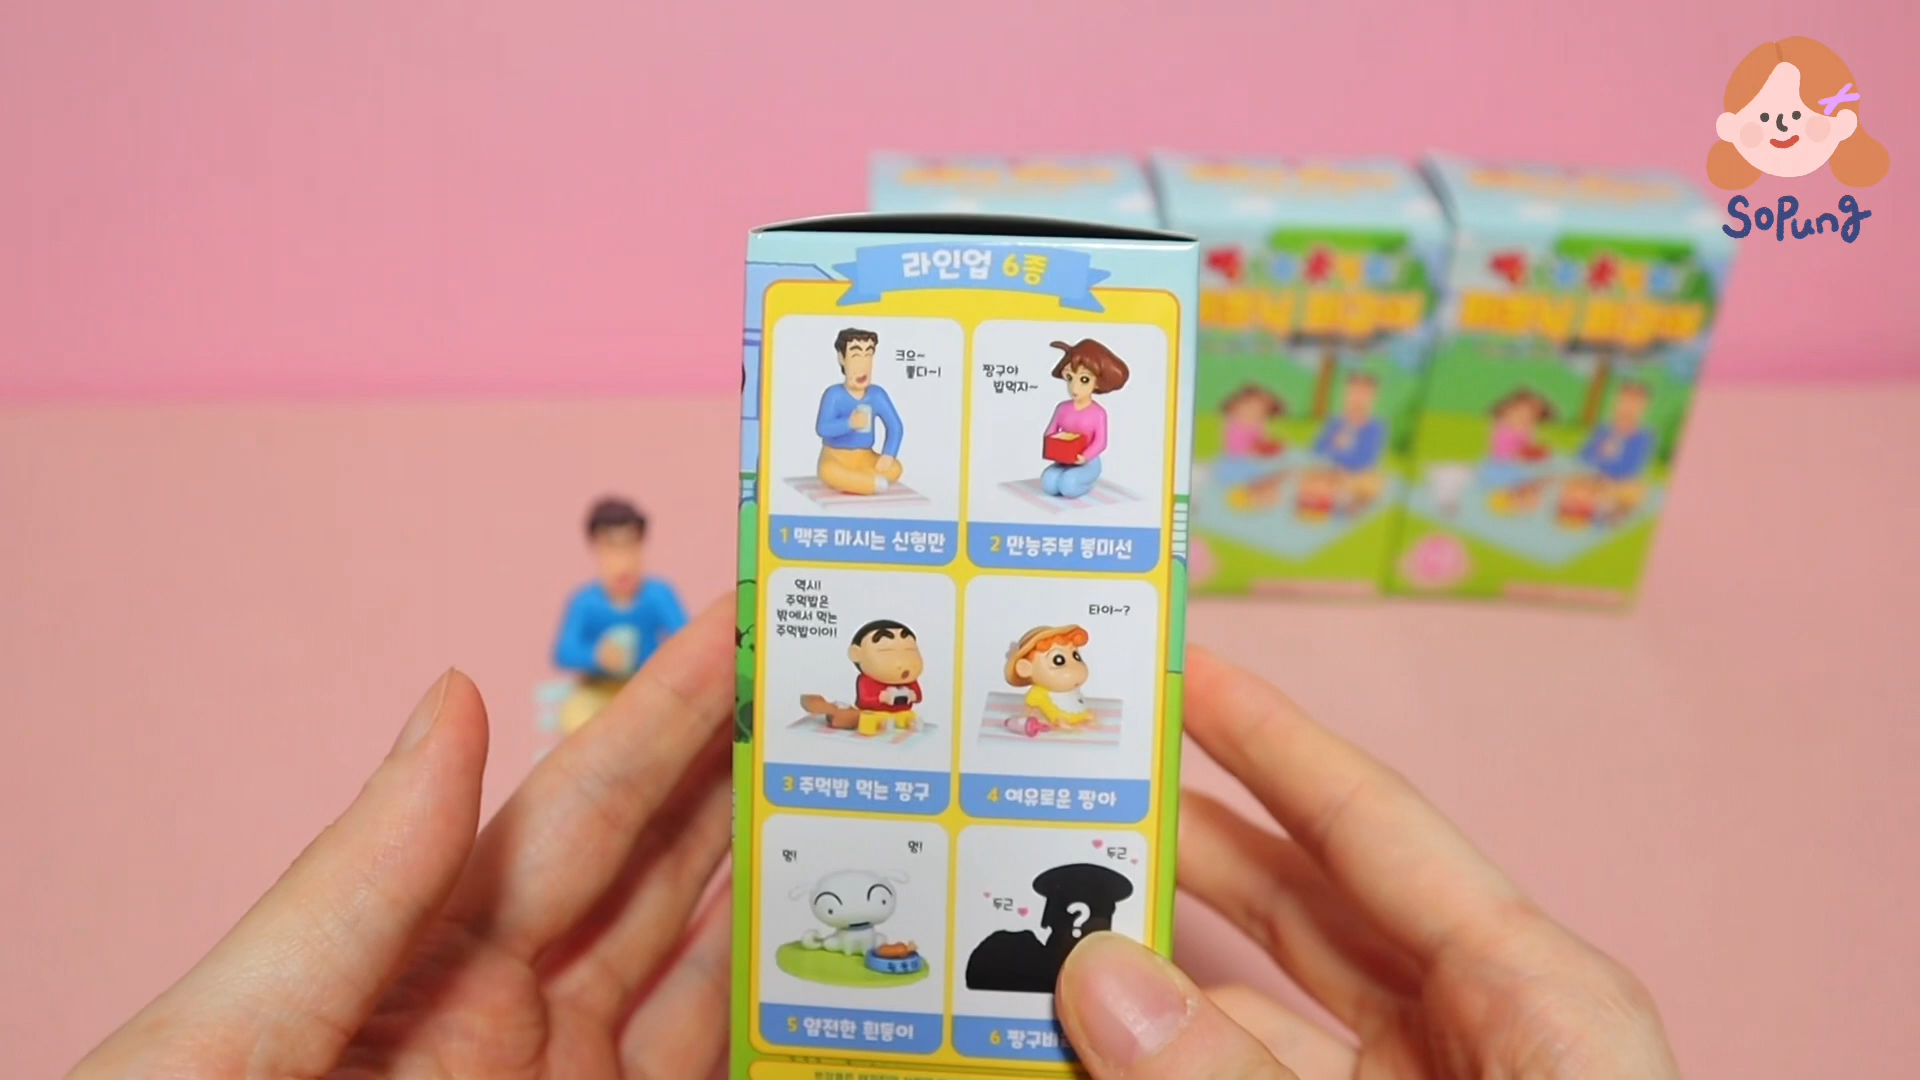 SoPung
라인업 6종
크으~
좋다~!
짱구야
밥먹자~
1 맥주 마시는 신형만
2 만능주부 봉미선
역시!
주먹밥은
밖에서 먹는
주먹밥이야!
타야~?
3 주먹밥 먹는 짱구
4 여유로운 짱아
멍!
멍!
두근
두근
?
5 얌전한 흰둥이
6 짱구비